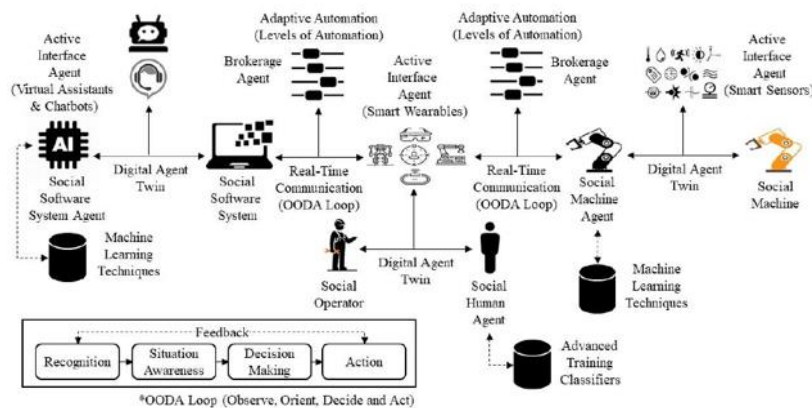 Active
Interface
Agent
(Virtual Assistants
& Chatbots)
AI
Social
Software
System Agent
Machine
Learning
Techniques
Digital Agent
Twin
Social
Software
System
Adaptive Automation
(Levels of Automation)
Brokerage
Agent
Real-Time
Communication
(OODA Loop)
Active
Interface
Agent
(Smart Wearables)
Social
Operator
Digital Agent
Twin
Social
Human
Agent
Advanced
Training
Classifiers
Adaptive Automation
(Levels of Automation)
Brokerage
Agent
Real-Time
Communication
(OODA Loop)
Social
Machine
Agent
Machine
Learning
Techniques
Active
Interface
Agent
(Smart Sensors)
Digital Agent
Twin
Social
Machine
Feedback
Recognition
Situation
Awareness
Decision
Making
Action
*OODA Loop (Observe, Orient, Decide and Act)